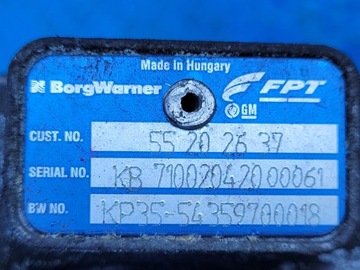 Made In Hungary
BorgWarner FPT
GM
CUST. NO. 55 20 26 37
SERIAL NO. KB 71002042000061
BW NO. KP35-54359700018